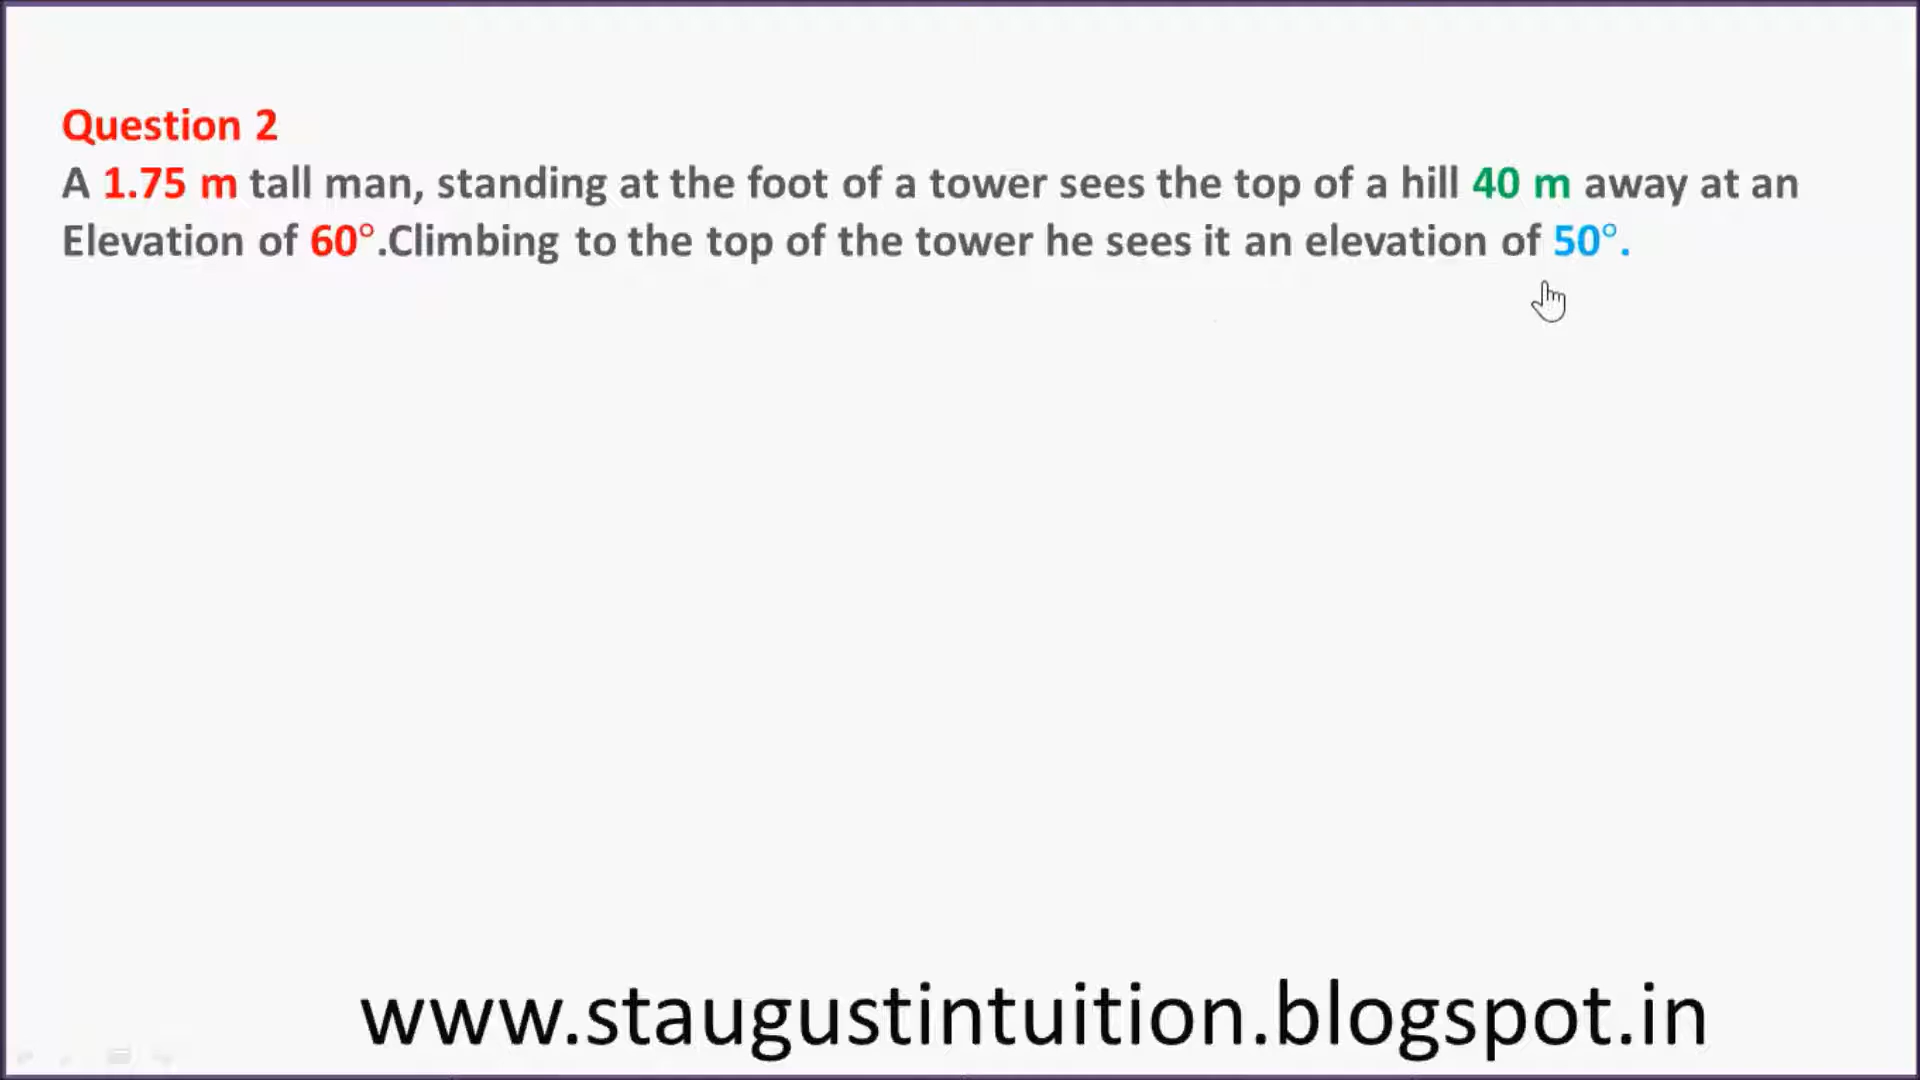 Question 2
A 1.75 m tall man, standing at the foot of a tower sees the top of a hill 40 m away at an
Elevation of 60°.Climbing to the top of the tower he sees it an elevation of 50°.
www.staugustintuition.blogspot.in